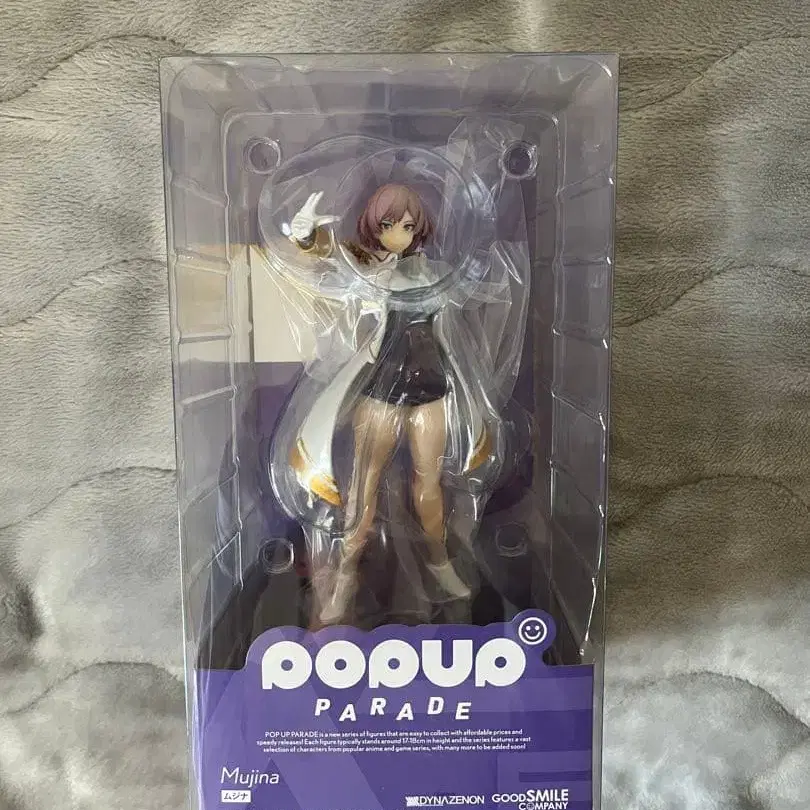 POPUP
PARADE
POP UP PARADE is a new series of figures that are easy to collect with affordable prices and
speedy releases! Each figure typically stands around 17-18cm in height and the series features a vast
selection of characters from popular anime and game series, with many more to be added soon!
Mujina
ムジナ
DYNAZENON
GOODSMILE
COMPANY